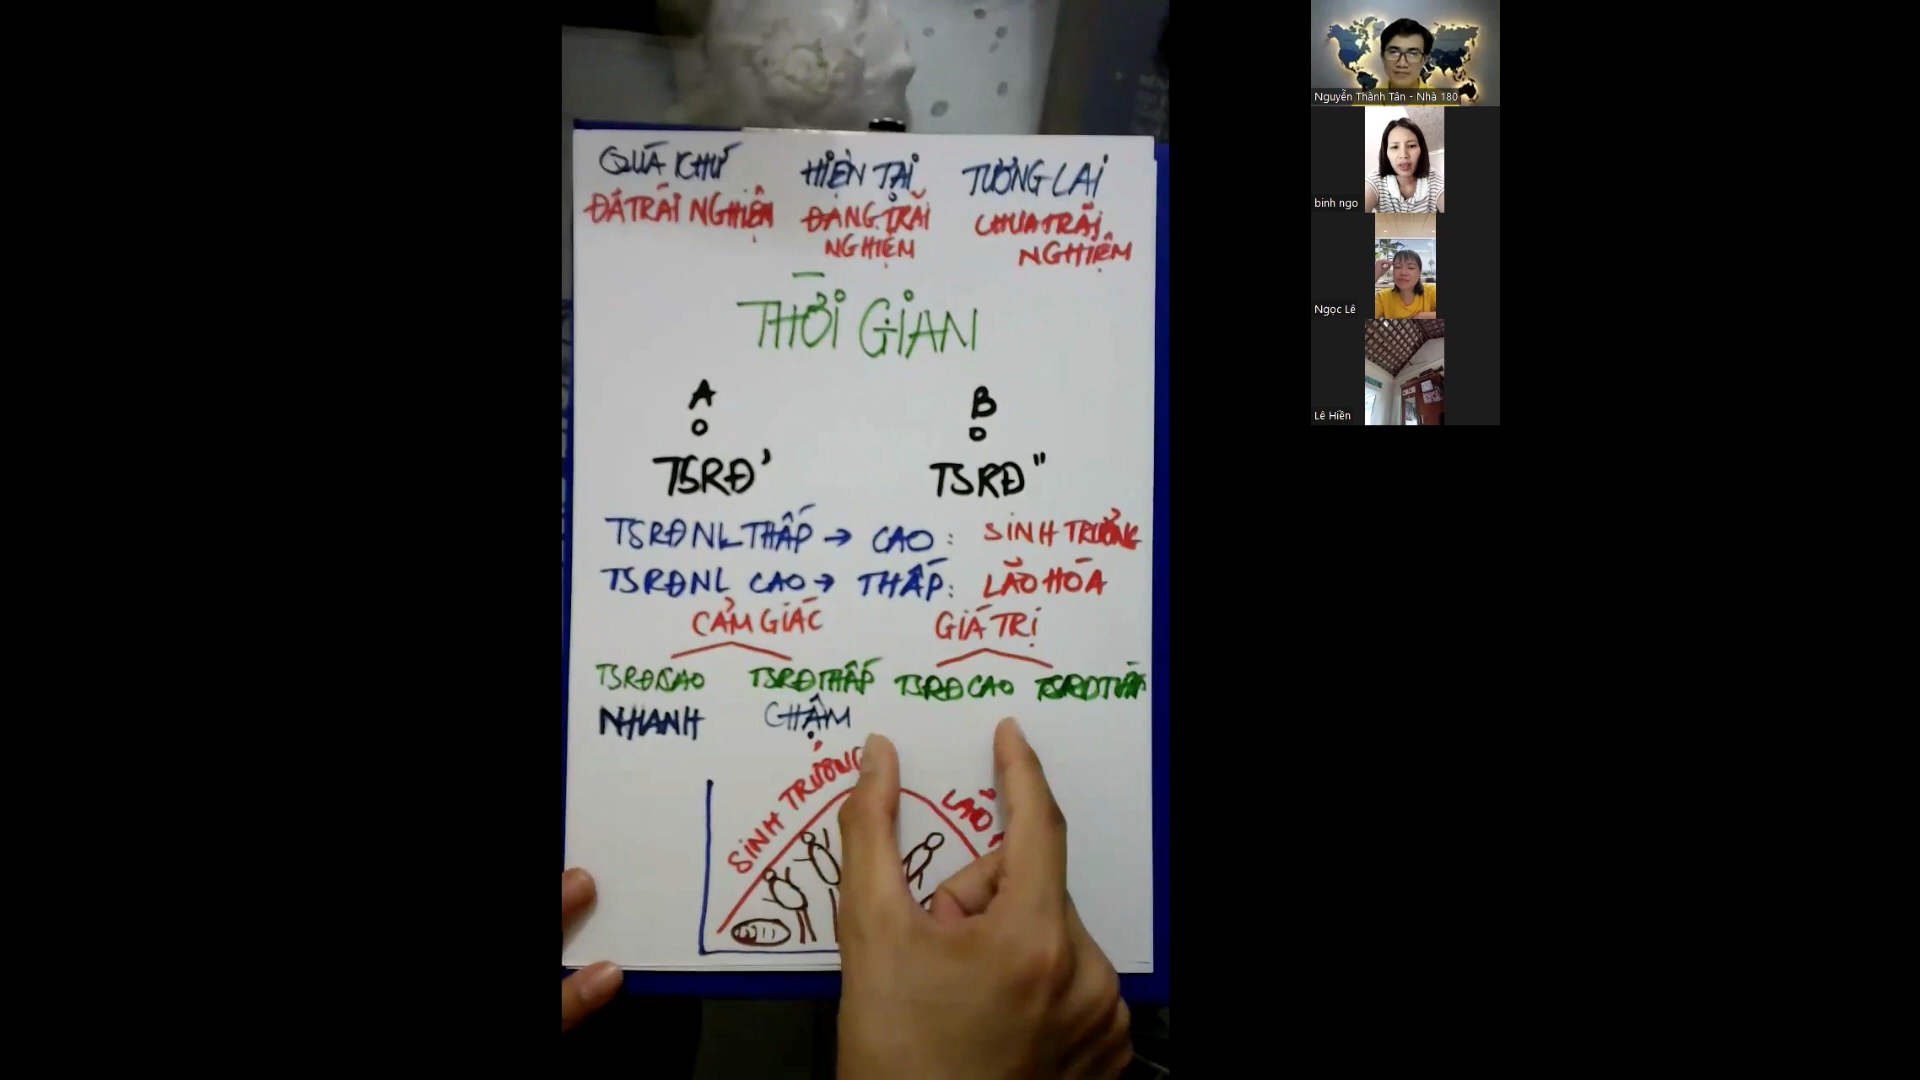 QUÁ KHỨ HIỆN TẠI TƯƠNG LAI
ĐÃ TRẢI NGHIỆM ĐANG TRẢI NGHIỆM CHƯA TRẢI NGHIỆM
THỜI GIAN
A B
TSRĐ' TSRĐ"
TSRĐNL THẤP → CAO: SINH TRƯỞNG
TSRĐNL CAO → THẤP: LÃO HÓA
CẢM GIÁC GIÁ TRỊ
TSRĐ CAO TSRĐ THẤP TSRĐ CAO
NHANH CHẬM
SINH TRƯỞNG LÃO
Nguyễn Thành Tân - Nhà 180
binh ngo
Ngọc Lê
Lê Hiền